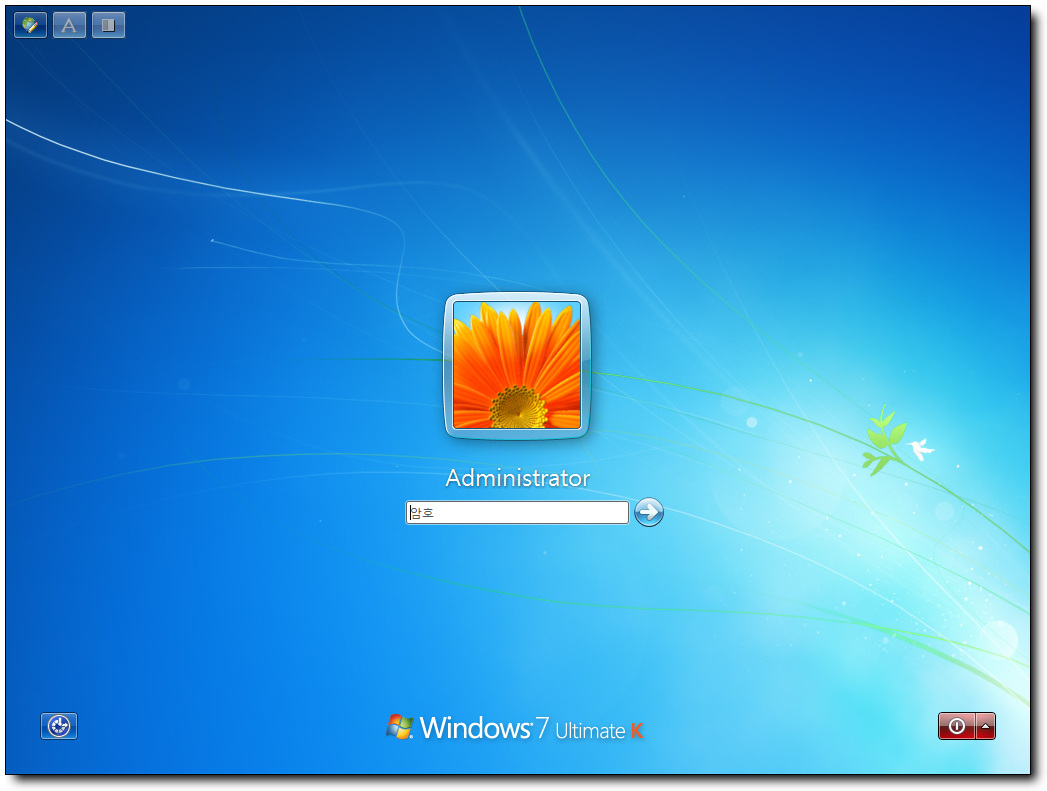 A
Administrator
암호
Windows 7 Ultimate K